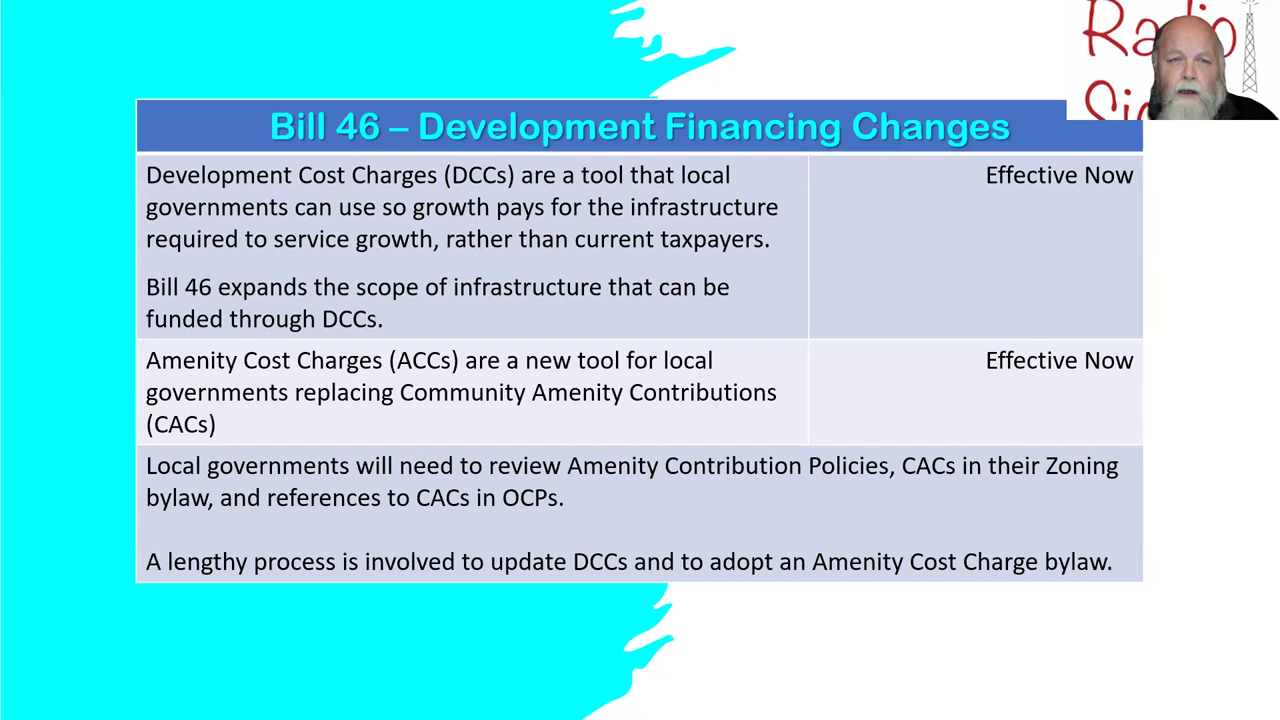 Radio
Bill 46 – Development Financing Changes
Development Cost Charges (DCCs) are a tool that local
governments can use so growth pays for the infrastructure
required to service growth, rather than current taxpayers.
Effective Now
Bill 46 expands the scope of infrastructure that can be
funded through DCCs.
Amenity Cost Charges (ACCs) are a new tool for local
governments replacing Community Amenity Contributions
(CACs)
Effective Now
Local governments will need to review Amenity Contribution Policies, CACs in their Zoning
bylaw, and references to CACs in OCPs.
A lengthy process is involved to update DCCs and to adopt an Amenity Cost Charge bylaw.